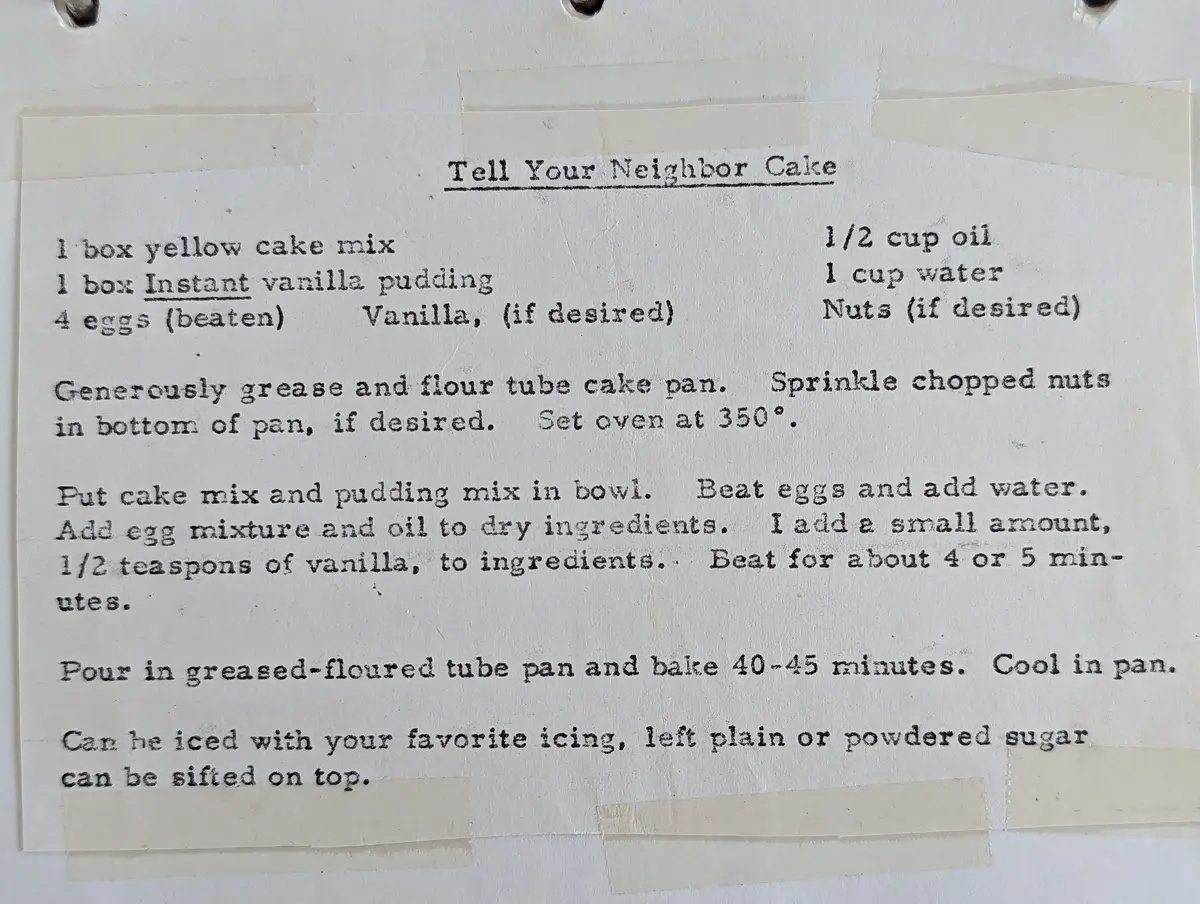 Tell Your Neighbor Cake
1 box yellow cake mix 1/2 cup oil
1 box Instant vanilla pudding 1 cup water
4 eggs (beaten) Vanilla, (if desired) Nuts (if desired)
Generously grease and flour tube cake pan. Sprinkle chopped nuts
in bottom of pan, if desired. Set oven at 350°.
Put cake mix and pudding mix in bowl. Beat eggs and add water.
Add egg mixture and oil to dry ingredients. I add a small amount,
1/2 teaspons of vanilla, to ingredients. Beat for about 4 or 5 min-
utes.
Pour in greased-floured tube pan and bake 40-45 minutes. Cool in pan.
Can be iced with your favorite icing, left plain or powdered sugar
can be sifted on top.